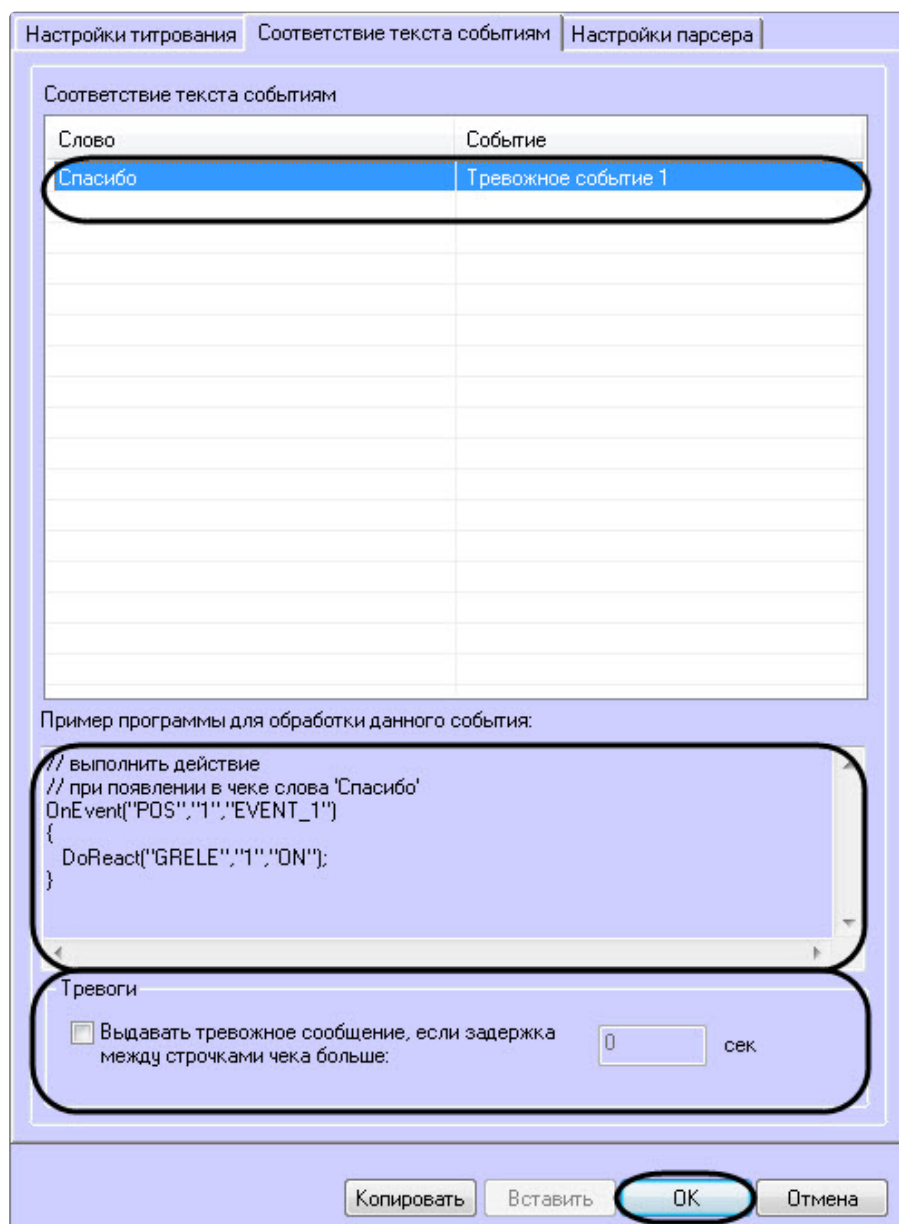 Настройки титрования Соответствие текста событиям Настройки парсера
Соответствие текста событиям
Слово Событие
Спасибо Тревожное событие 1
Пример программы для обработки данного события:
// выполнить действие
// при появлении в чеке слова 'Спасибо'
OnEvent("POS","1","EVENT_1")
{
DoReact("GRELE","1","ON");
}
Тревоги
Выдавать тревожное сообщение, если задержка
между строчками чека больше: 0 сек
Копировать Вставить OK Отмена